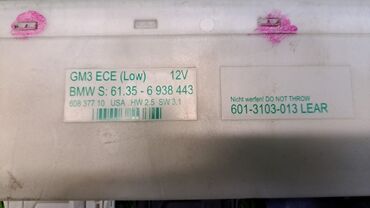 GM3 ECE (Low) 12V
BMW S: 61.35 - 6 938 443
608 377 10 USA HW 2.5 SW 3.1
Nicht werfen! DO NOT THROW
601-3103-013 LEAR